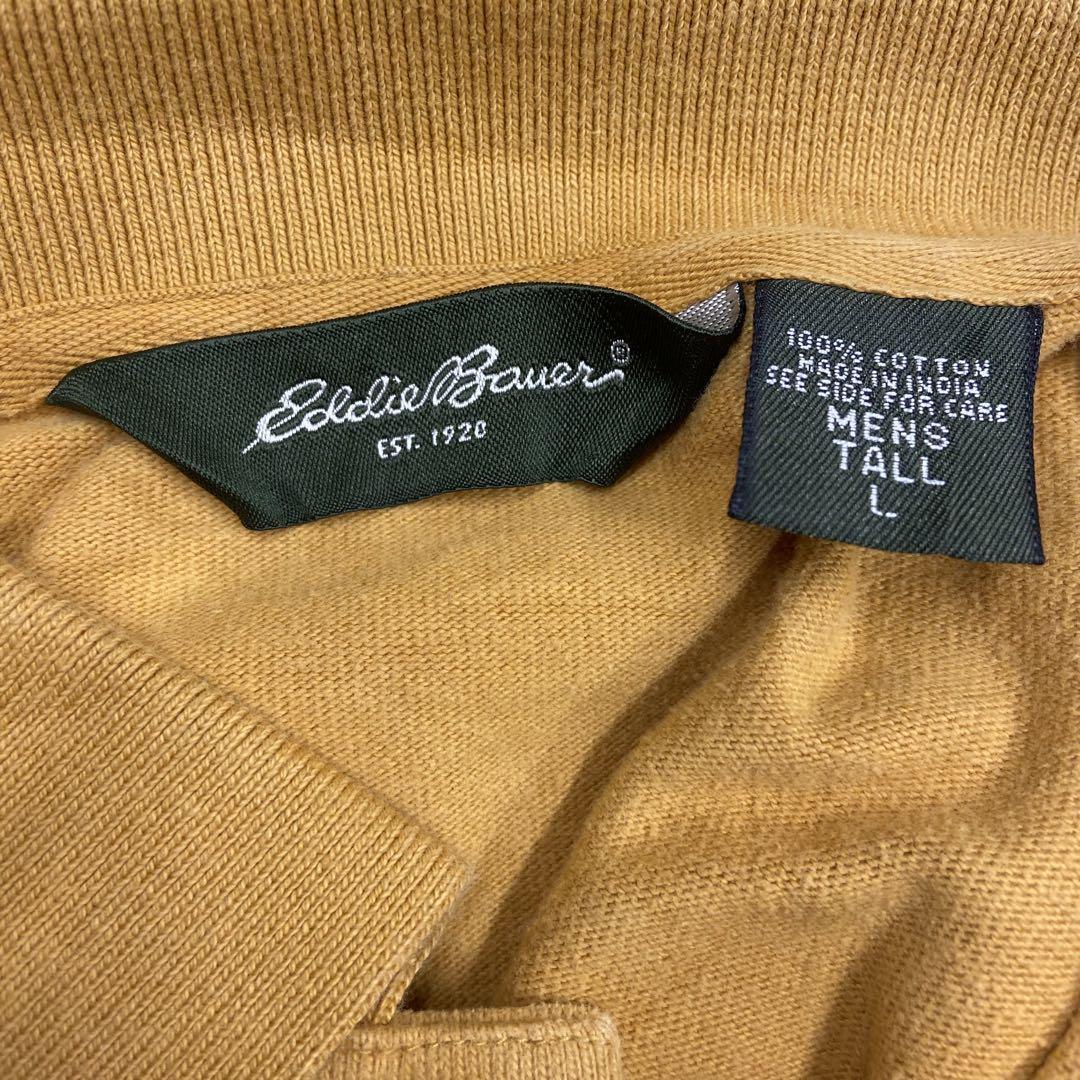 Eddie Bauer®
EST. 1920
100% COTTON
MADE IN INDIA
SEE SIDE FOR CARE
MENS
TALL
L